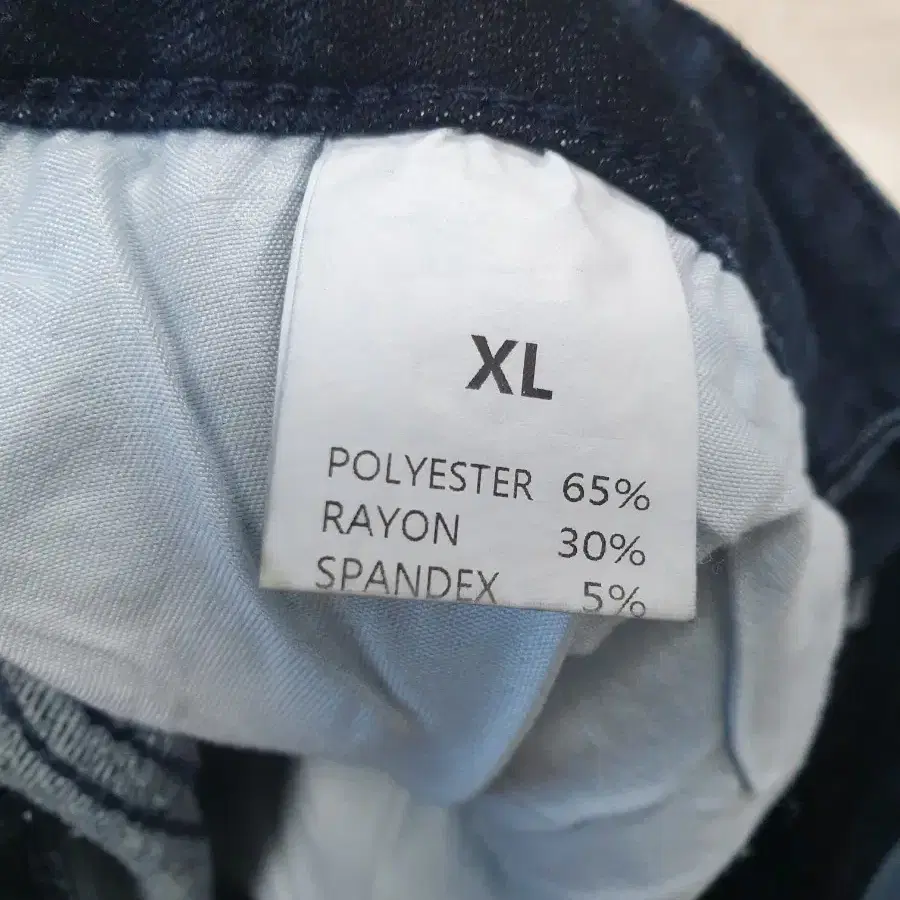 XL
POLYESTER 65%
RAYON 30%
SPANDEX 5%